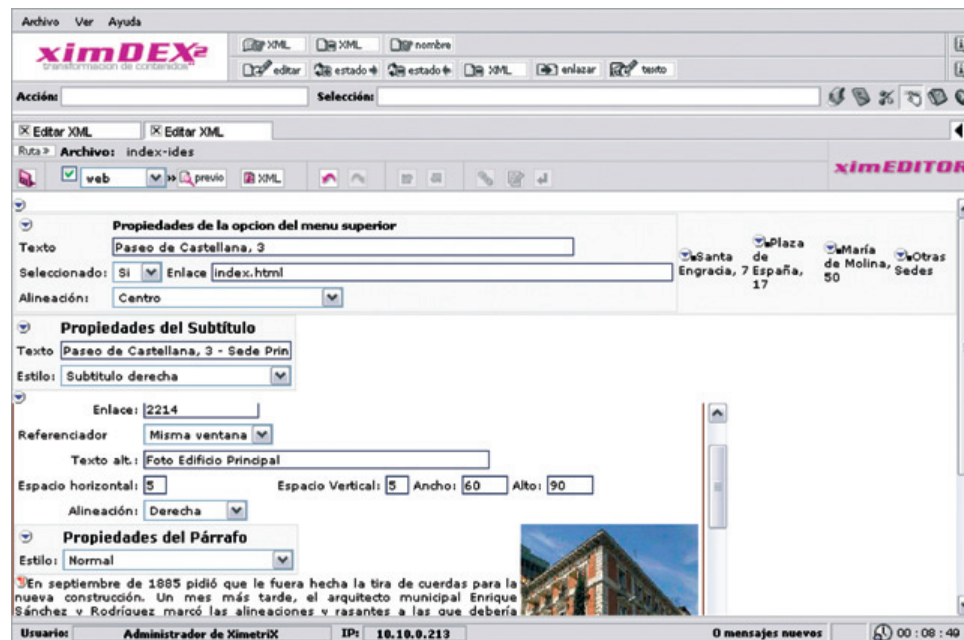 Archivo Ver Ayuda
ximDEX²
transformación de contenidos
XML XML nombre
editar estado estado XML enlazar texto
Acción: Selección:
Editar XML Editar XML
Ruta » Archivo: index-ides
ximEDITOR
web » previo XML
Propiedades de la opcion del menu superior
Texto Paseo de Castellana, 3
Seleccionado: Si Enlace index.html
Alineación: Centro
Santa Engracia, 7
Plaza de España, 17
María de Molina, 50
Otras Sedes
Propiedades del Subtítulo
Texto Paseo de Castellana, 3 - Sede Prin
Estilo: Subtitulo derecha
Enlace: 2214
Referenciador Misma ventana
Texto alt.: Foto Edificio Principal
Espacio horizontal: 5 Espacio Vertical: 5 Ancho: 60 Alto: 90
Alineación: Derecha
Propiedades del Párrafo
Estilo: Normal
En septiembre de 1885 pidió que le fuera hecha la tira de cuerdas para la
nueva construcción. Un mes más tarde, el arquitecto municipal Enrique
Sánchez y Rodríguez marcó las alineaciones y rasantes a las que debería
Usuario: Administrador de XimetriX IP: 10.10.0.213 0 mensajes nuevos 00 : 08 : 49